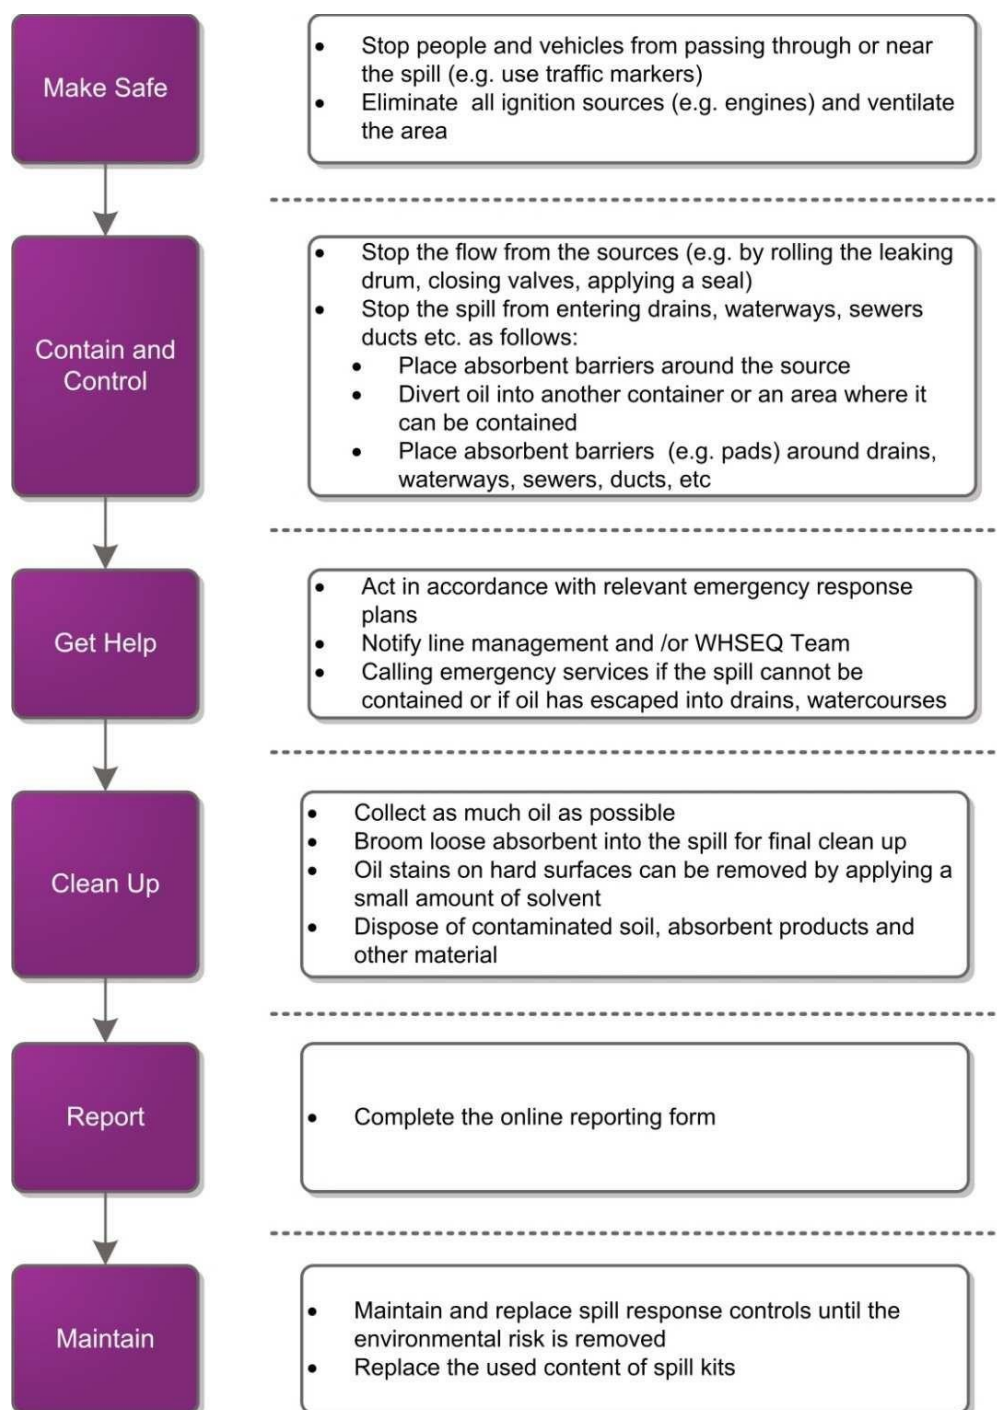 Make Safe
• Stop people and vehicles from passing through or near
the spill (e.g. use traffic markers)
• Eliminate all ignition sources (e.g. engines) and ventilate
the area
Contain and
Control
• Stop the flow from the sources (e.g. by rolling the leaking
drum, closing valves, applying a seal)
• Stop the spill from entering drains, waterways, sewers
ducts etc. as follows:
• Place absorbent barriers around the source
• Divert oil into another container or an area where it
can be contained
• Place absorbent barriers (e.g. pads) around drains,
waterways, sewers, ducts, etc
Get Help
• Act in accordance with relevant emergency response
plans
• Notify line management and /or WHSEQ Team
• Calling emergency services if the spill cannot be
contained or if oil has escaped into drains, watercourses
Clean Up
• Collect as much oil as possible
• Broom loose absorbent into the spill for final clean up
• Oil stains on hard surfaces can be removed by applying a
small amount of solvent
• Dispose of contaminated soil, absorbent products and
other material
Report
• Complete the online reporting form
Maintain
• Maintain and replace spill response controls until the
environmental risk is removed
• Replace the used content of spill kits